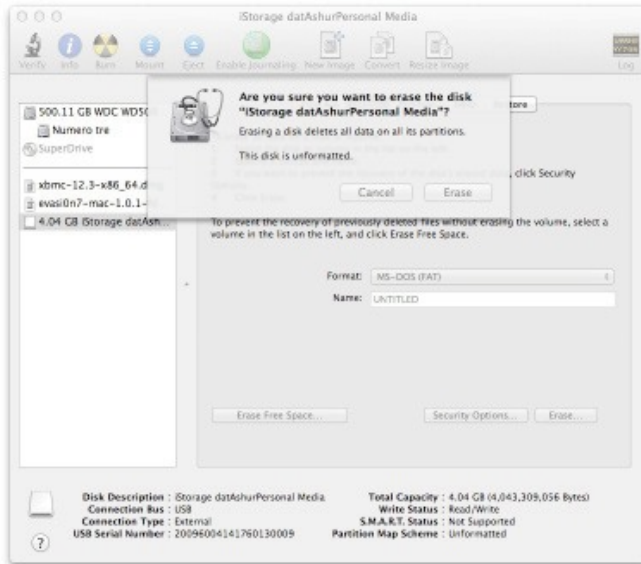 iStorage datAshurPersonal Media
Verify Info Burn Mount Eject Enable Journaling New Image Convert Resize Image Log
Are you sure you want to erase the disk
"iStorage datAshurPersonal Media"?
Erasing a disk deletes all data on all its partitions.
This disk is unformatted.
Cancel Erase
500.11 GB WDC WD5
Numero tre
SuperDrive
xbmc-12.3-x86_64.d
evasi0n7-mac-1.0.1-
4.04 GB iStorage datAsh...
click Security
To prevent the recovery of previously deleted files without erasing the volume, select a
volume in the list on the left, and click Erase Free Space.
Format: MS-DOS (FAT)
Name: UNTITLED
Erase Free Space... Security Options... Erase...
Disk Description : iStorage datAshurPersonal Media Total Capacity : 4.04 GB (4,043,309,056 Bytes)
Connection Bus : USB Write Status : Read/Write
Connection Type : External S.M.A.R.T. Status : Not Supported
USB Serial Number : 20096004141760130009 Partition Map Scheme : Unformatted
?